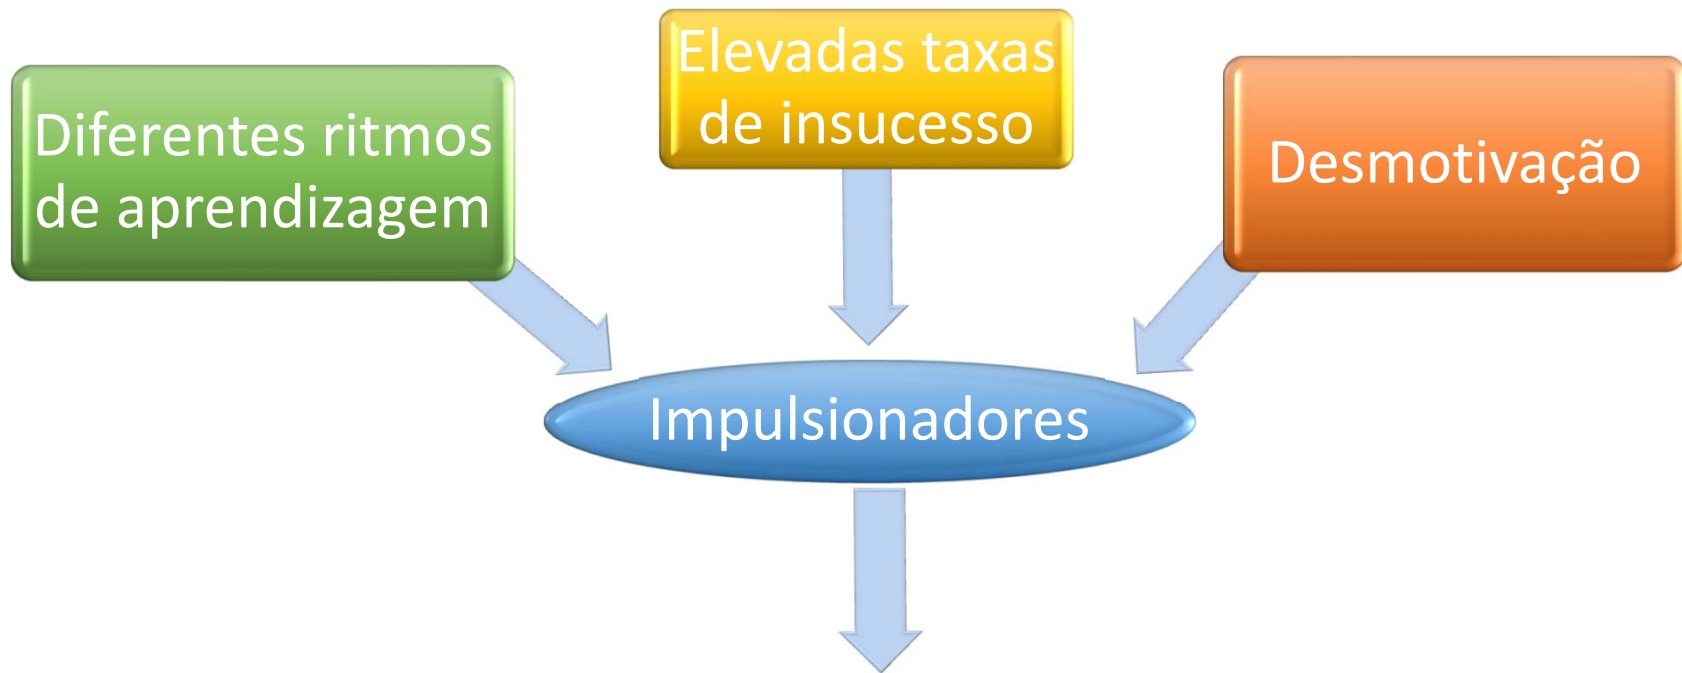 Diferentes ritmos
de aprendizagem
Elevadas taxas
de insucesso
Desmotivação
Impulsionadores